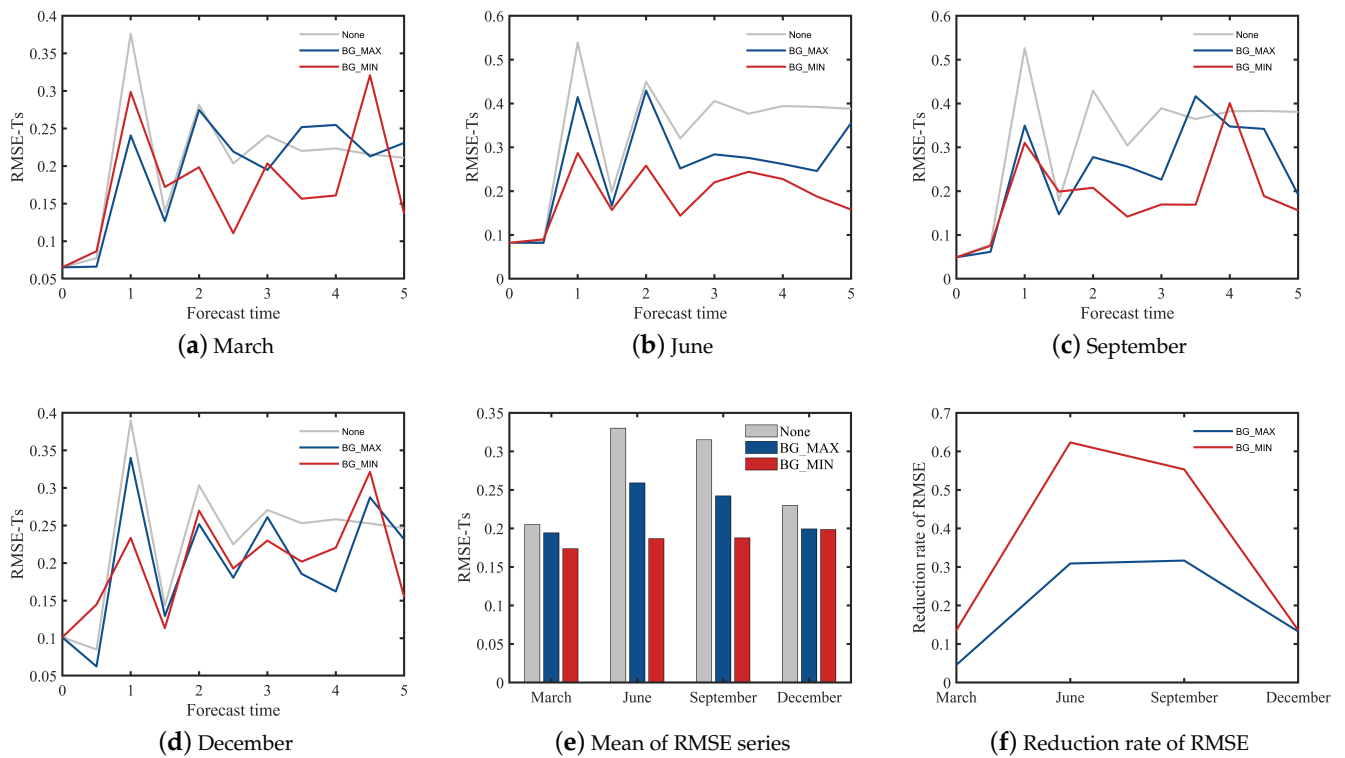 0.4
0.35
0.3
0.25
0.2
0.15
0.1
0.05
RMSE-Ts
None
BG_MAX
BG_MIN
0 1 2 3 4 5
Forecast time
(a) March
0.6
0.5
0.4
0.3
0.2
0.1
0
RMSE-Ts
None
BG_MAX
BG_MIN
0 1 2 3 4 5
Forecast time
(b) June
0.6
0.5
0.4
0.3
0.2
0.1
0
RMSE-Ts
None
BG_MAX
BG_MIN
0 1 2 3 4 5
Forecast time
(c) September
0.4
0.35
0.3
0.25
0.2
0.15
0.1
0.05
RMSE-Ts
None
BG_MAX
BG_MIN
0 1 2 3 4 5
Forecast time
(d) December
0.35
0.3
0.25
0.2
0.15
0.1
0.05
0
RMSE-Ts
None
BG_MAX
BG_MIN
March June September December
(e) Mean of RMSE series
0.7
0.6
0.5
0.4
0.3
0.2
0.1
0
Reduction rate of RMSE
BG_MAX
BG_MIN
March June September December
(f) Reduction rate of RMSE